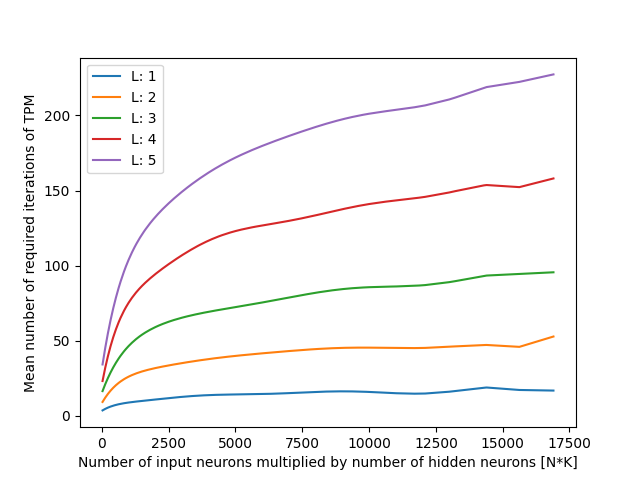 L: 1
L: 2
L: 3
L: 4
L: 5
Mean number of required iterations of TPM
200
150
100
50
0
0 2500 5000 7500 10000 12500 15000 17500
Number of input neurons multiplied by number of hidden neurons [N*K]